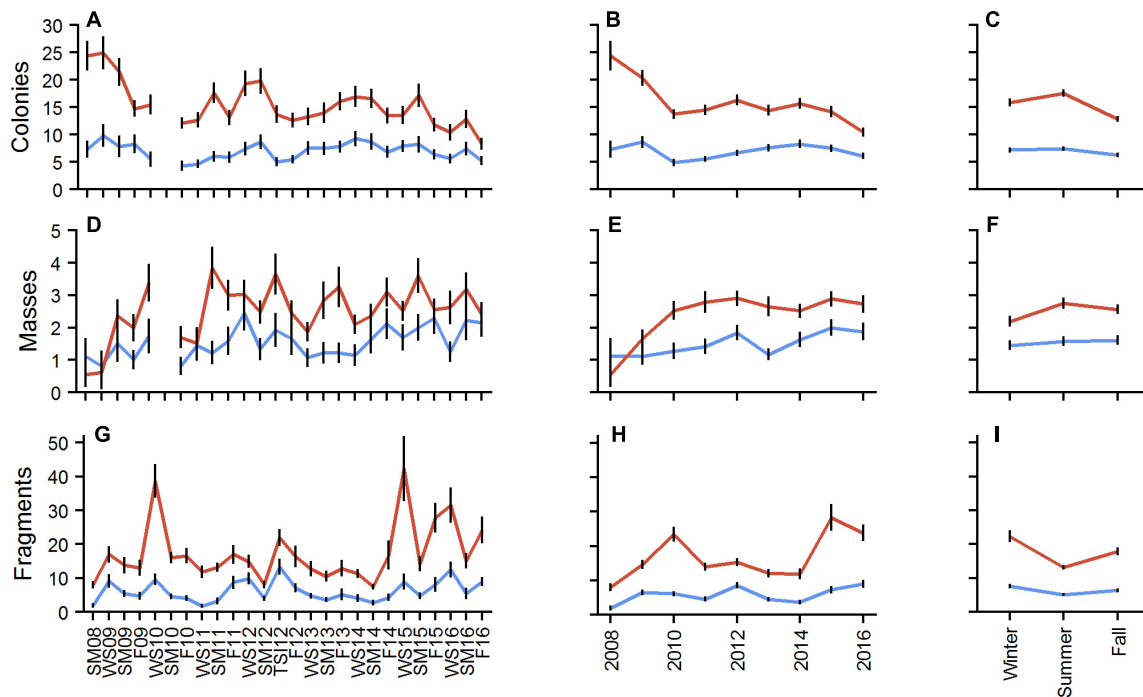 A
B
C
Colonies
30
25
20
15
10
5
0
D
E
F
Masses
5
4
3
2
1
0
G
H
I
Fragments
50
40
30
20
10
0
SM08
WS09
SM09
F09
WS10
SM10
F10
WS11
SM11
F11
WS12
SM12
TSI12
F12
WS13
SM13
F13
WS14
SM14
F14
WS15
SM15
F15
WS16
SM16
F16
2008
2010
2012
2014
2016
Winter
Summer
Fall